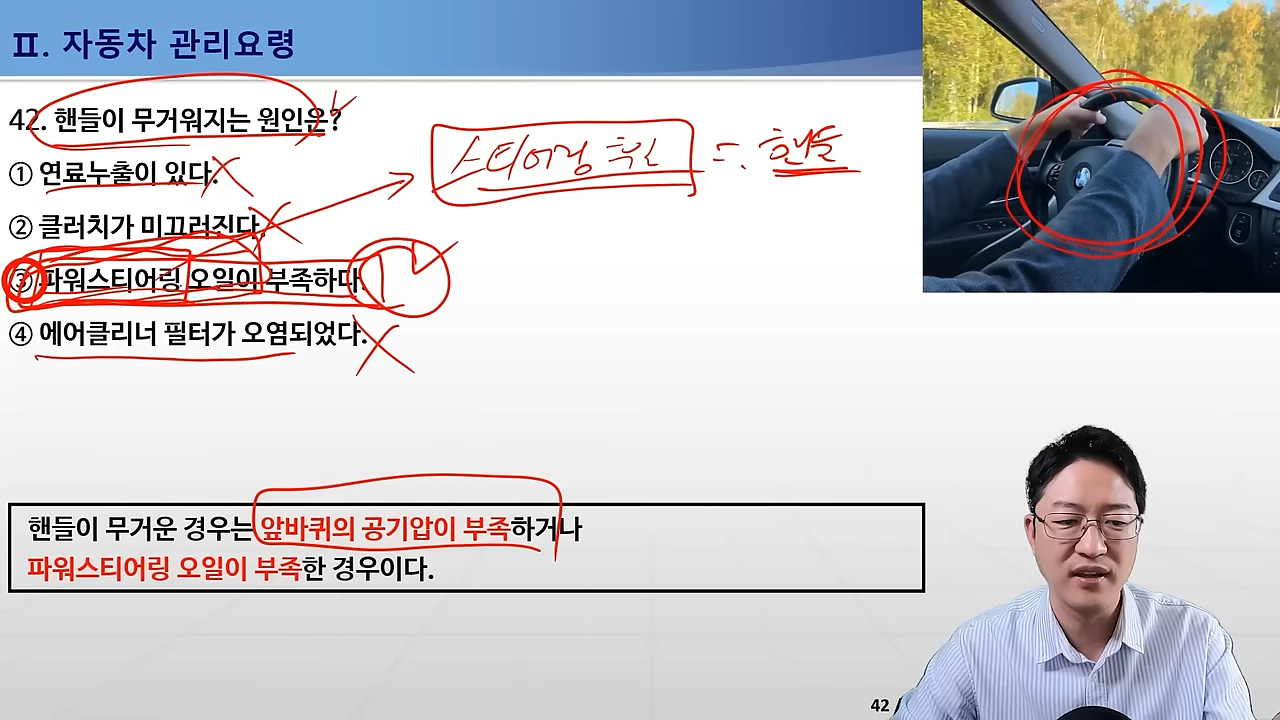 Ⅱ. 자동차 관리요령
42. 핸들이 무거워지는 원인은?
① 연료누출이 있다.
② 클러치가 미끄러진다.
③ 파워스티어링 오일이 부족하다.
④ 에어클리너 필터가 오염되었다.
스티어링 휠 ∴ 핸들
핸들이 무거운 경우는 앞바퀴의 공기압이 부족하거나
파워스티어링 오일이 부족한 경우이다.
42 /